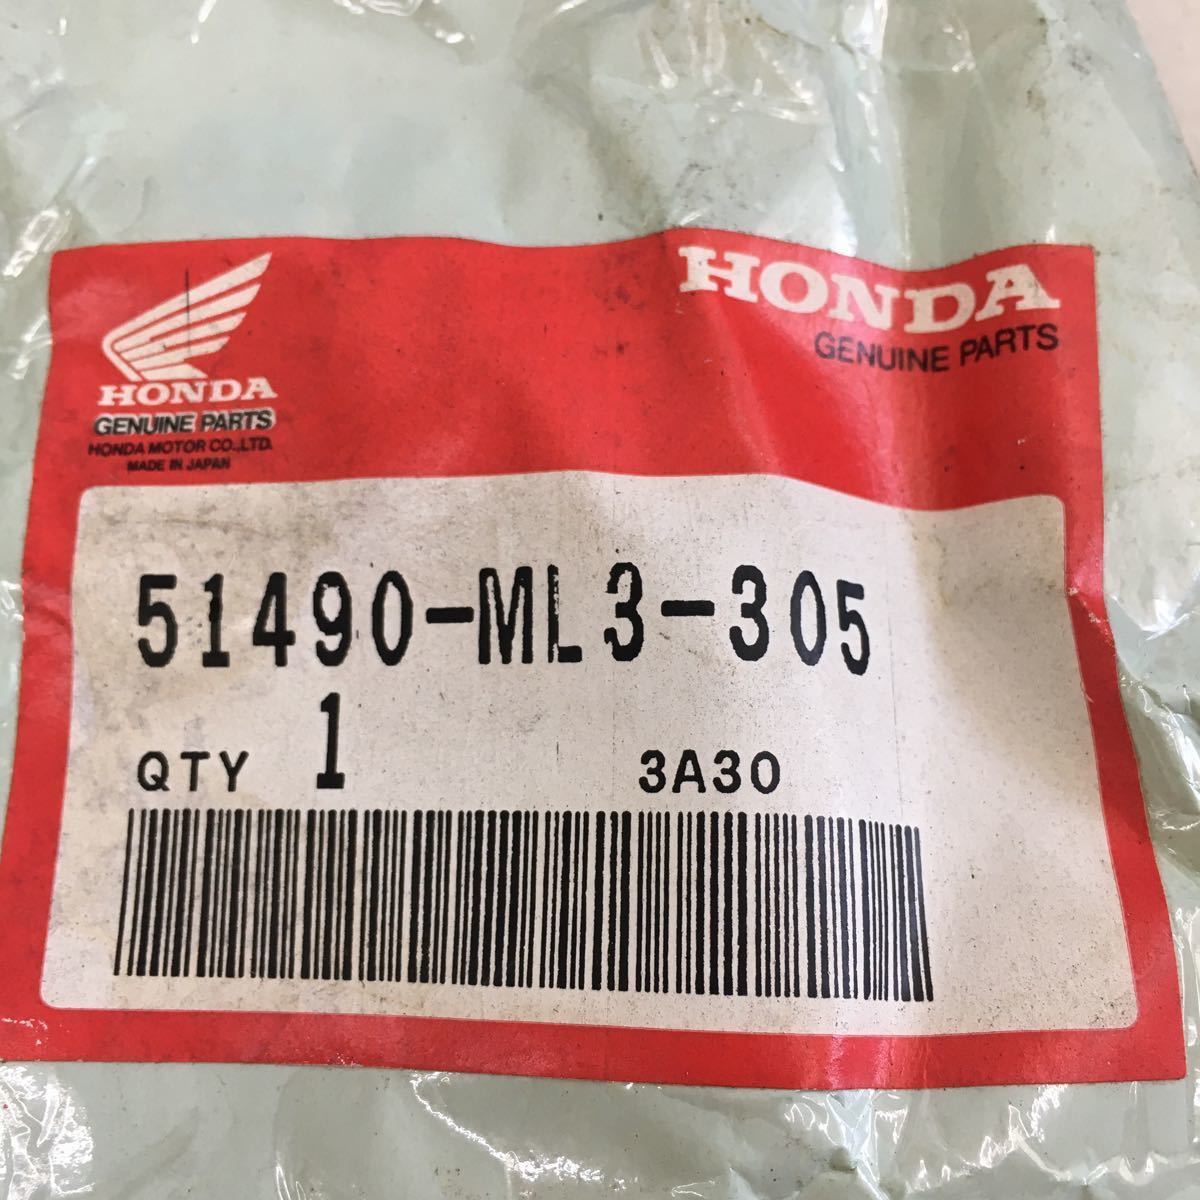 HONDA
GENUINE PARTS
HONDA
GENUINE PARTS
HONDA MOTOR CO.,LTD.
MADE IN JAPAN
51490-ML3-305
QTY 1 3A30